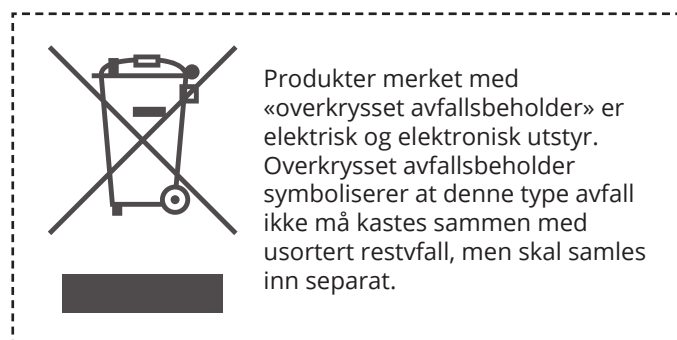 Produkter merket med
«overkrysset avfallsbeholder» er
elektrisk og elektronisk utstyr.
Overkrysset avfallsbeholder
symboliserer at denne type avfall
ikke må kastes sammen med
usortert restvfall, men skal samles
inn separat.